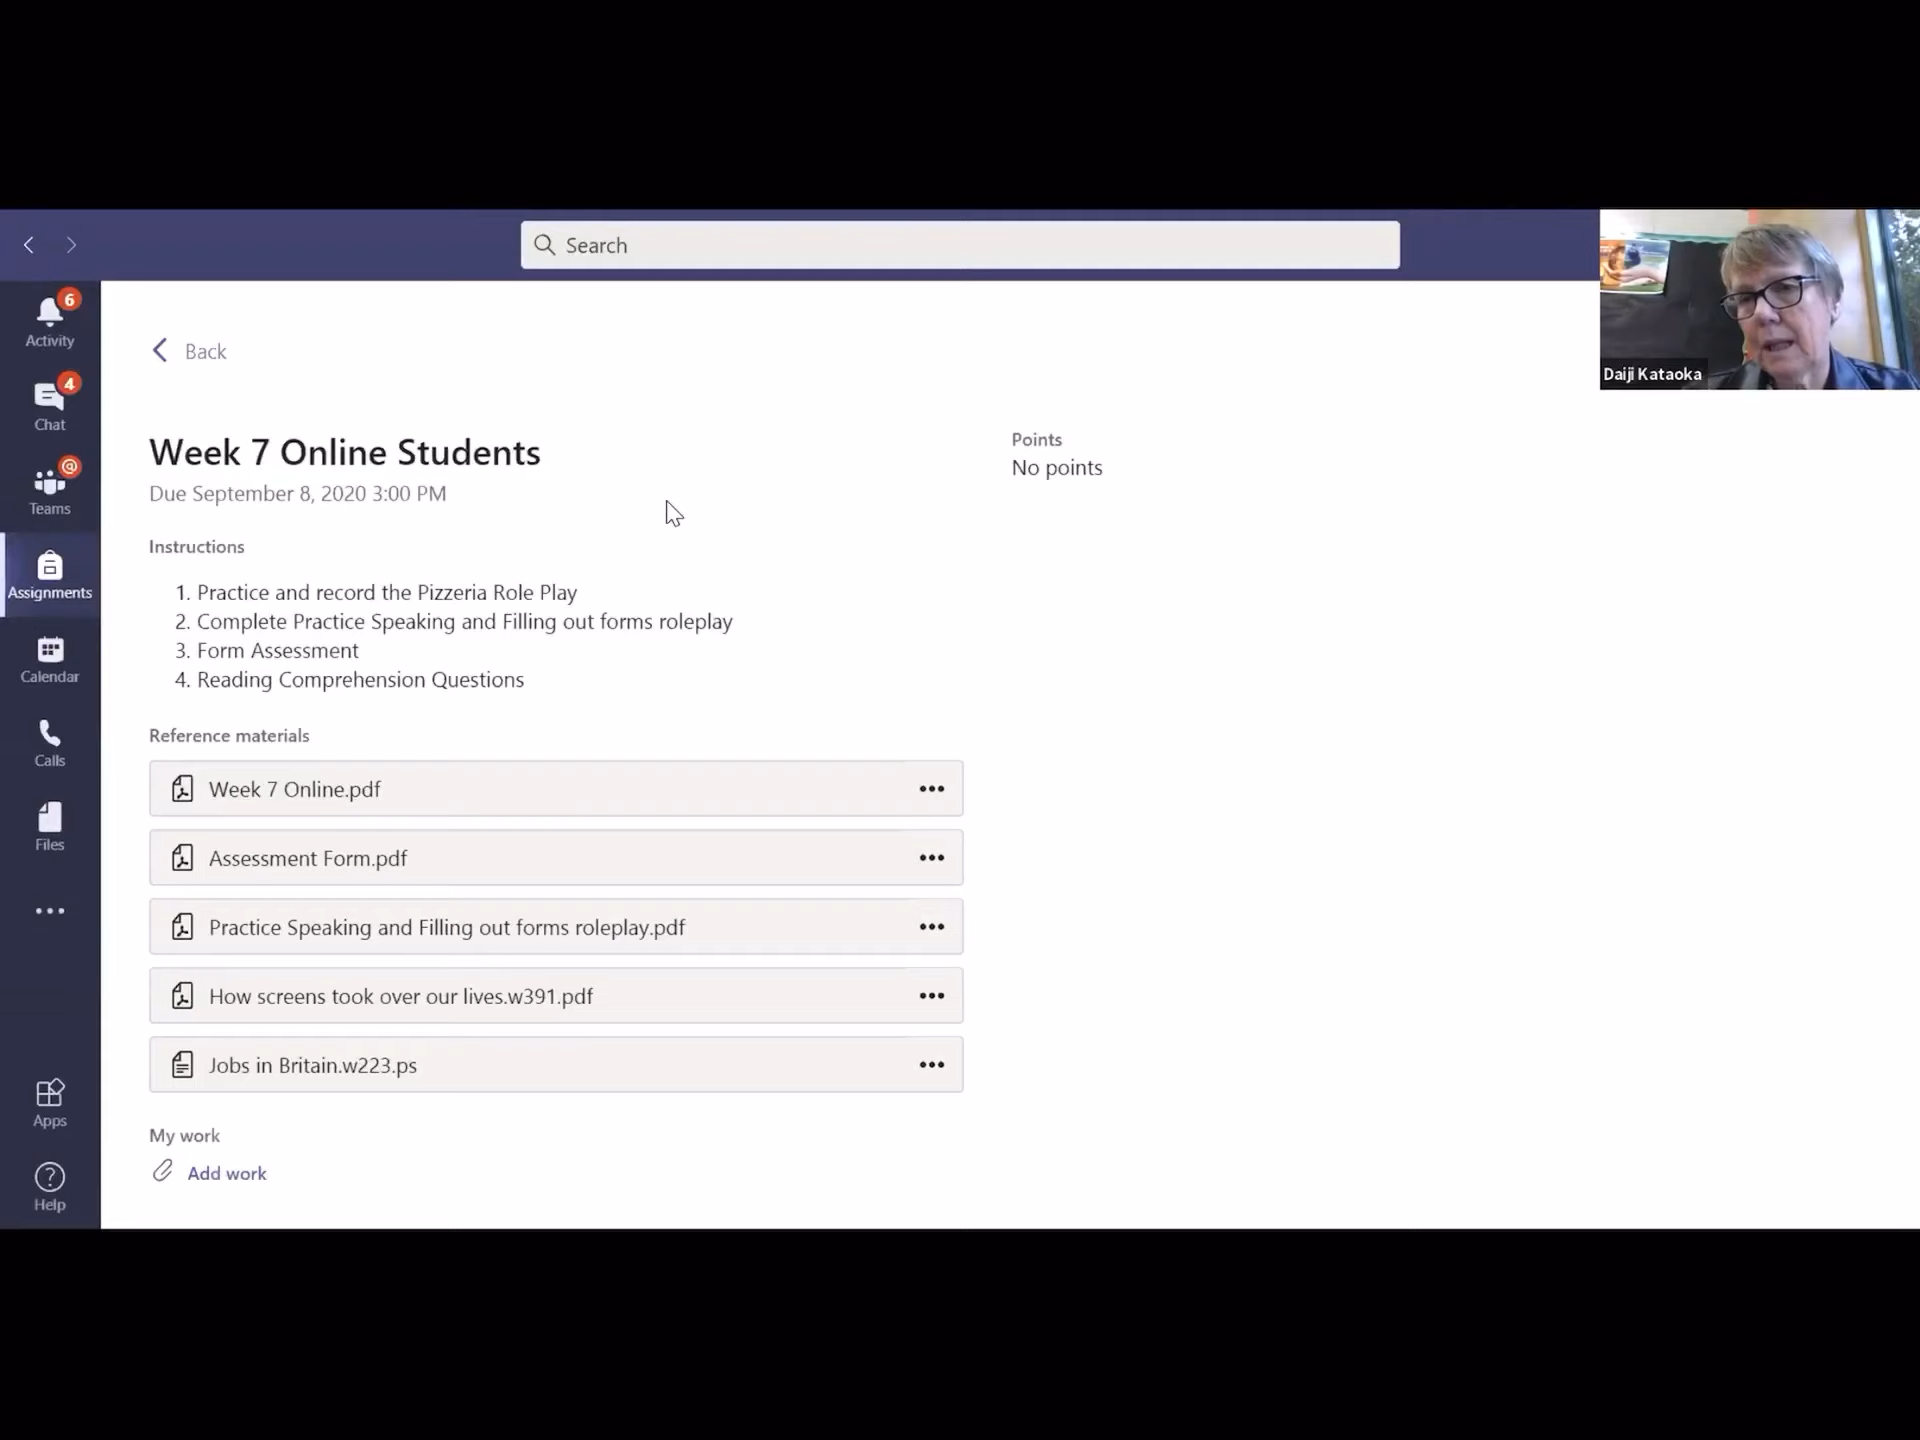 Search
6
Activity
4
Chat
@
Teams
Assignments
Calendar
Calls
Files
Apps
Help
Daiji Kataoka
Back
Week 7 Online Students
Due September 8, 2020 3:00 PM
Points
No points
Instructions
1. Practice and record the Pizzeria Role Play
2. Complete Practice Speaking and Filling out forms roleplay
3. Form Assessment
4. Reading Comprehension Questions
Reference materials
Week 7 Online.pdf
Assessment Form.pdf
Practice Speaking and Filling out forms roleplay.pdf
How screens took over our lives.w391.pdf
Jobs in Britain.w223.ps
My work
Add work